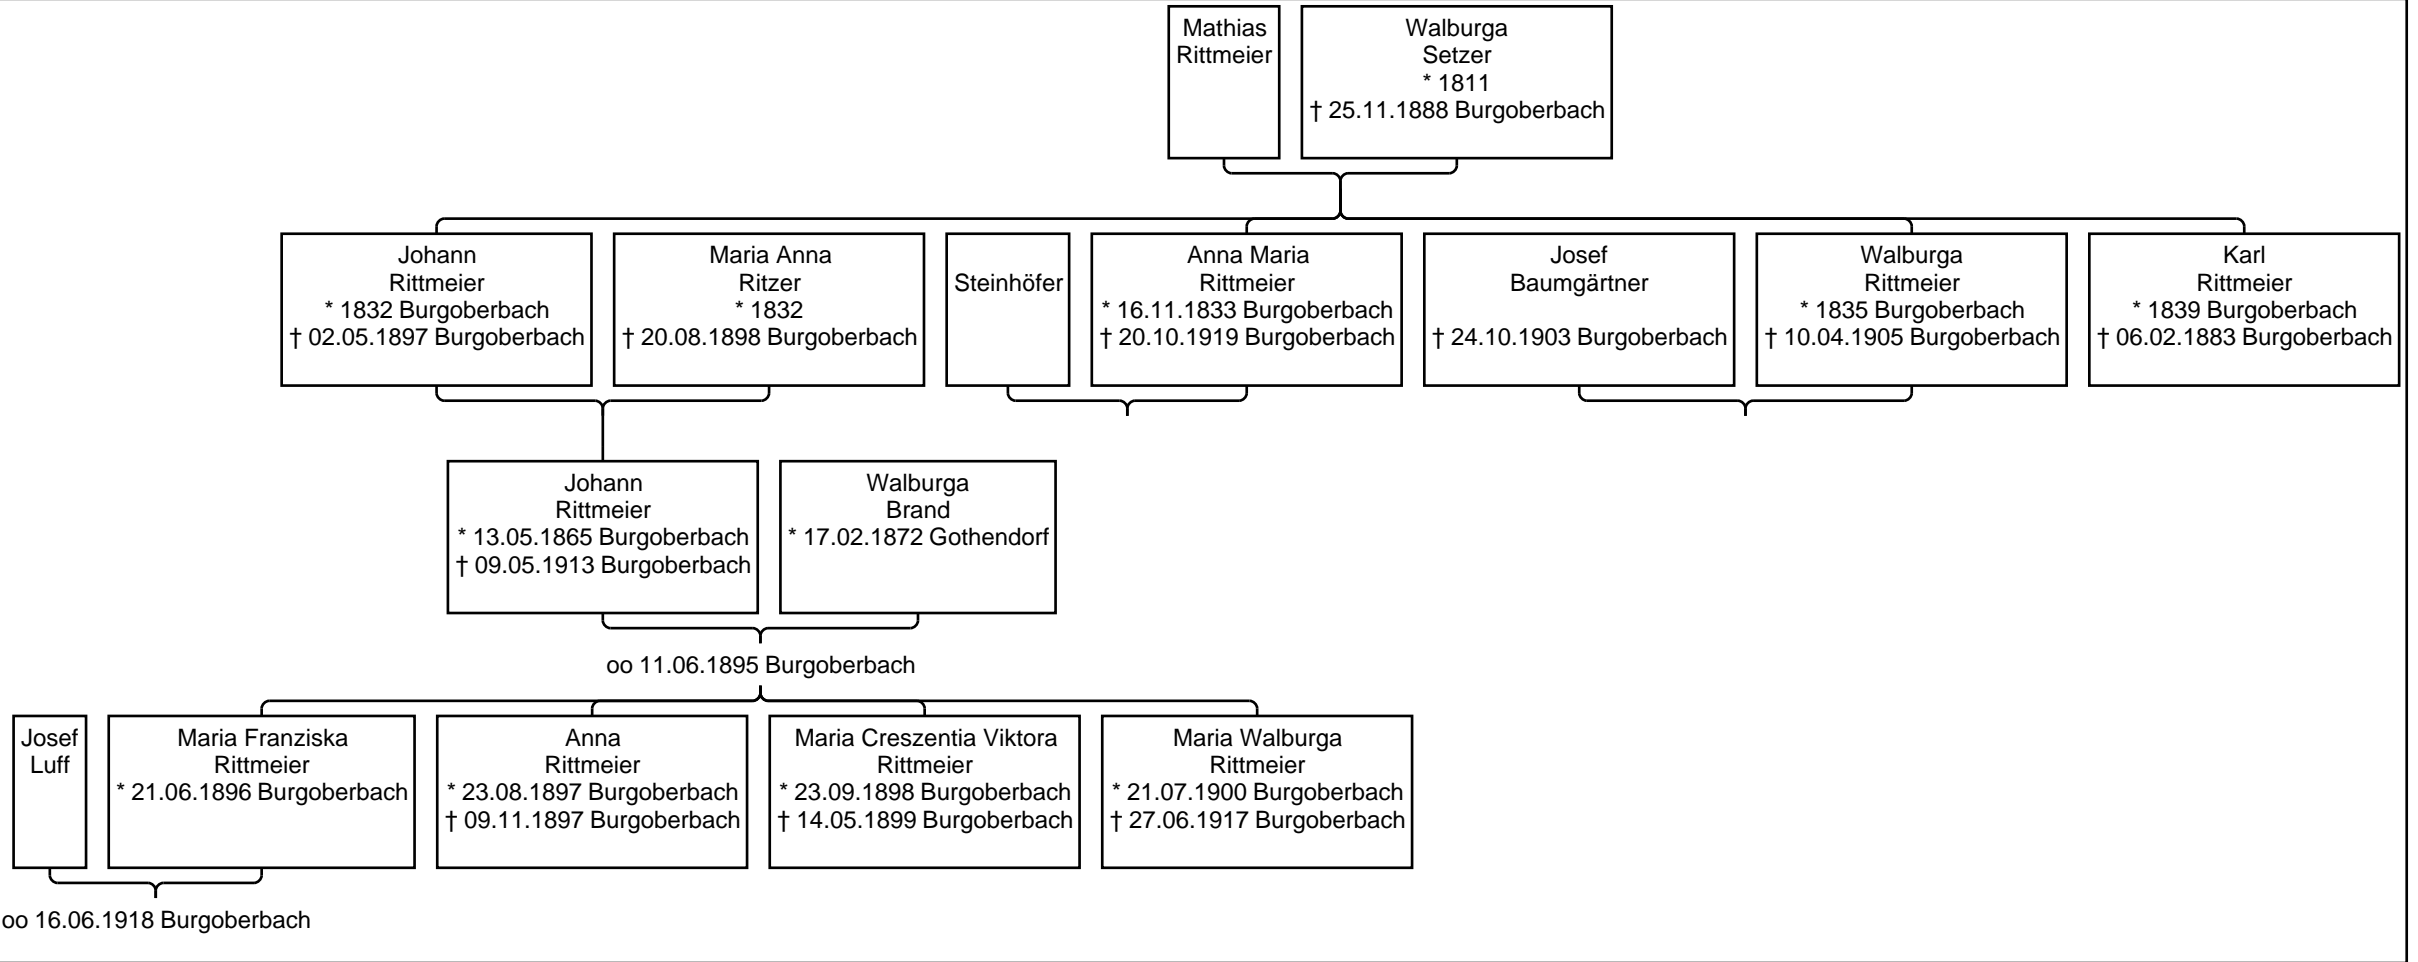 Mathias
Rittmeier
Walburga
Setzer
* 1811
† 25.11.1888 Burgoberbach
Johann
Rittmeier
* 1832 Burgoberbach
† 02.05.1897 Burgoberbach
Maria Anna
Ritzer
* 1832
† 20.08.1898 Burgoberbach
Steinhöfer
Anna Maria
Rittmeier
* 16.11.1833 Burgoberbach
† 20.10.1919 Burgoberbach
Josef
Baumgärtner
† 24.10.1903 Burgoberbach
Walburga
Rittmeier
* 1835 Burgoberbach
† 10.04.1905 Burgoberbach
Karl
Rittmeier
* 1839 Burgoberbach
† 06.02.1883 Burgoberbach
Johann
Rittmeier
* 13.05.1865 Burgoberbach
† 09.05.1913 Burgoberbach
Walburga
Brand
* 17.02.1872 Gothendorf
oo 11.06.1895 Burgoberbach
Josef
Luff
Maria Franziska
Rittmeier
* 21.06.1896 Burgoberbach
Anna
Rittmeier
* 23.08.1897 Burgoberbach
† 09.11.1897 Burgoberbach
Maria Creszentia Viktora
Rittmeier
* 23.09.1898 Burgoberbach
† 14.05.1899 Burgoberbach
Maria Walburga
Rittmeier
* 21.07.1900 Burgoberbach
† 27.06.1917 Burgoberbach
oo 16.06.1918 Burgoberbach